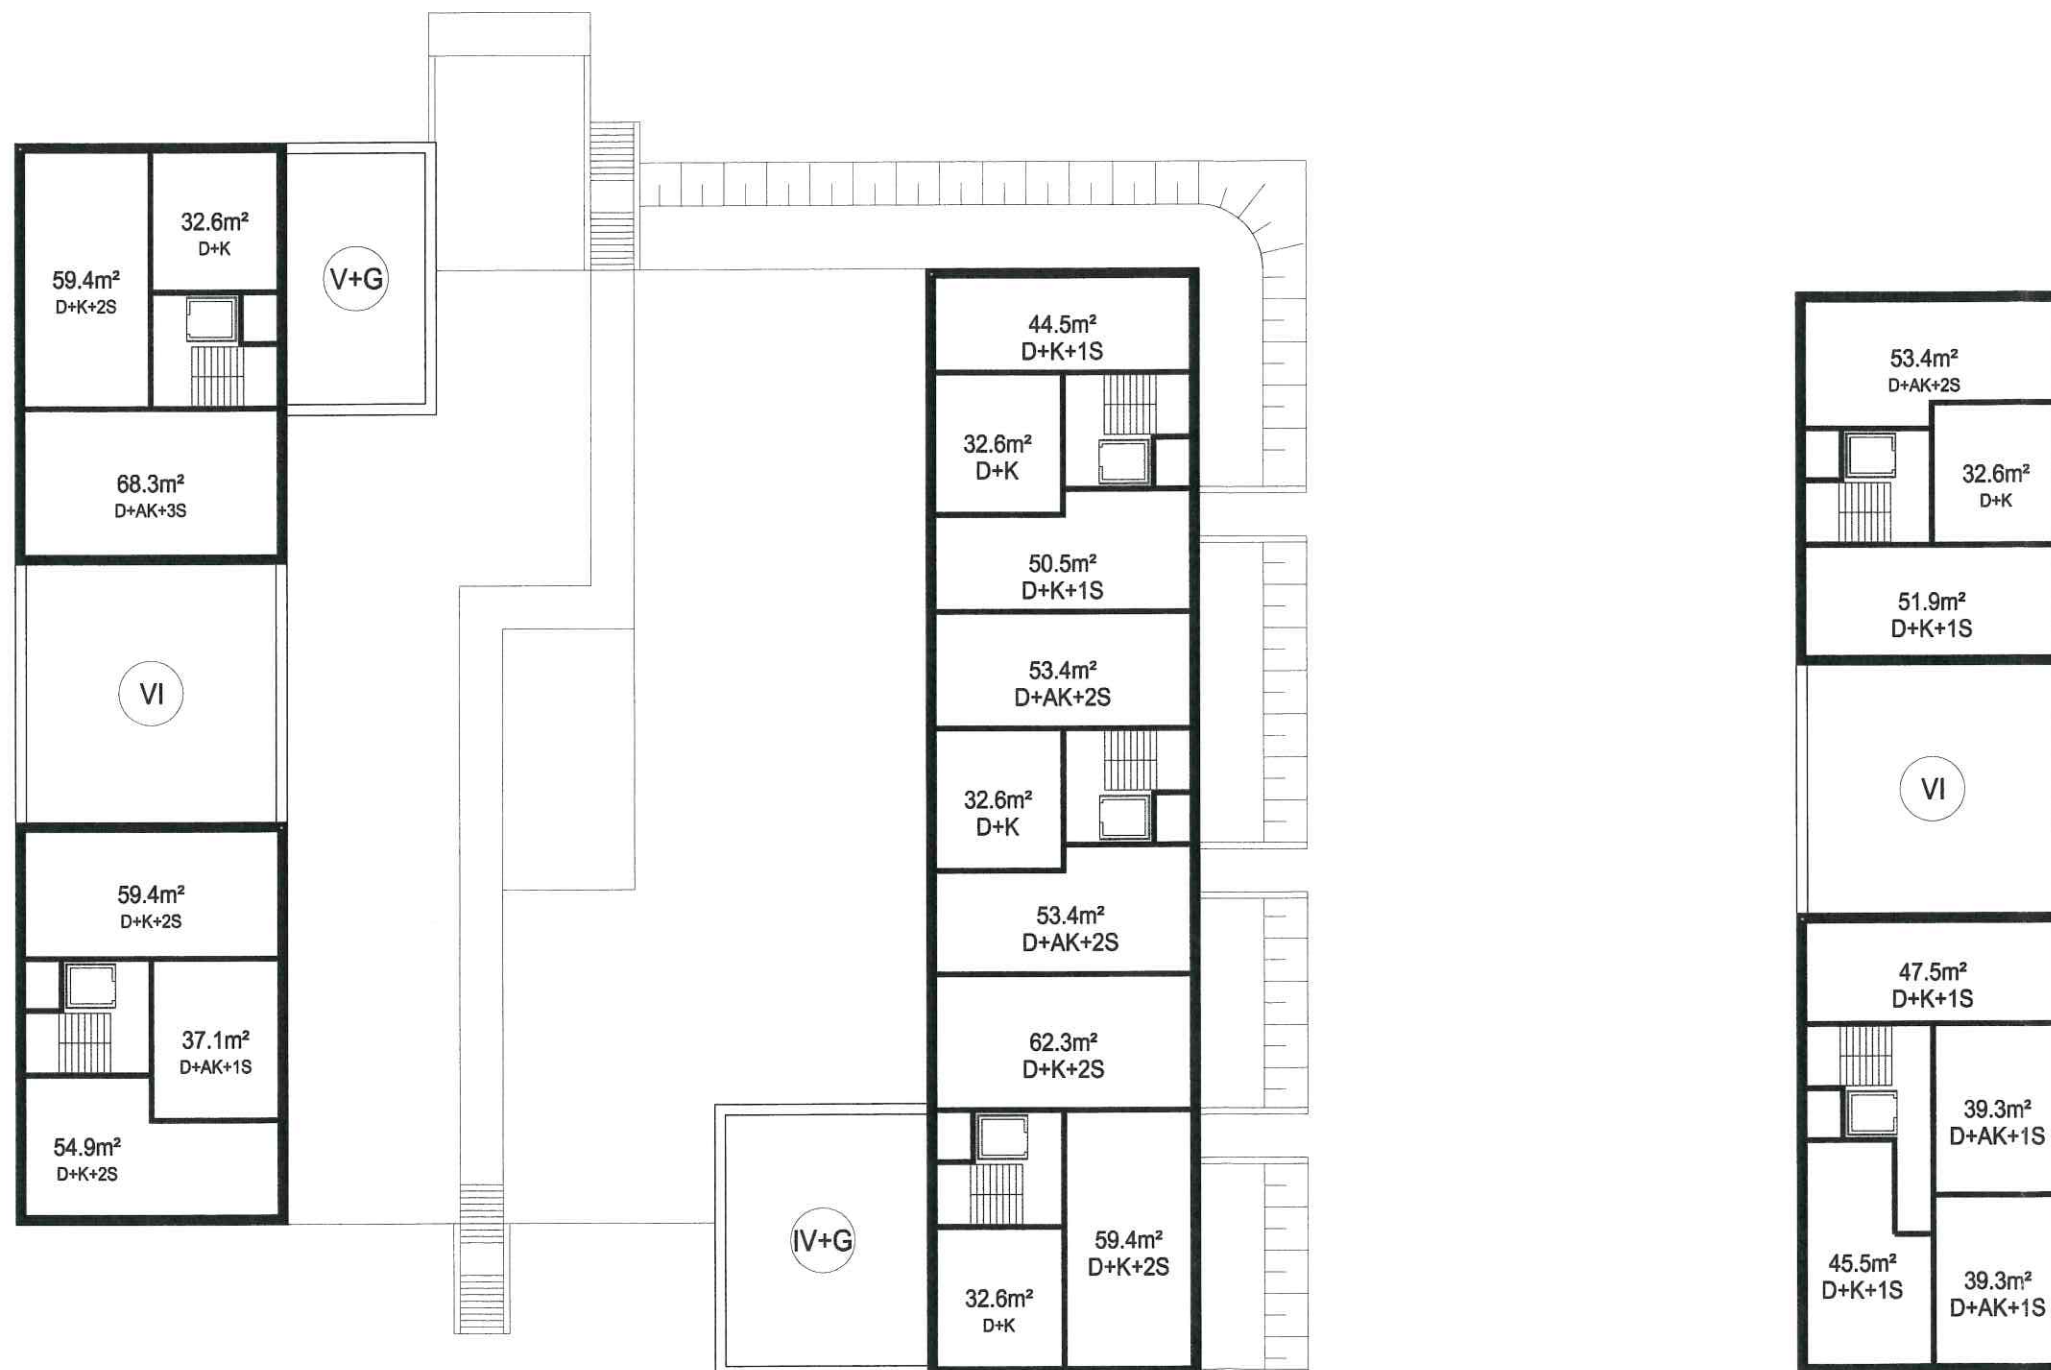 32.6m²
D+K
59.4m²
D+K+2S
V+G
68.3m²
D+AK+3S
VI
59.4m²
D+K+2S
37.1m²
D+AK+1S
54.9m²
D+K+2S
44.5m²
D+K+1S
32.6m²
D+K
50.5m²
D+K+1S
53.4m²
D+AK+2S
32.6m²
D+K
53.4m²
D+AK+2S
62.3m²
D+K+2S
IV+G
59.4m²
D+K+2S
32.6m²
D+K
53.4m²
D+AK+2S
32.6m²
D+K
51.9m²
D+K+1S
VI
47.5m²
D+K+1S
39.3m²
D+AK+1S
45.5m²
D+K+1S
39.3m²
D+AK+1S